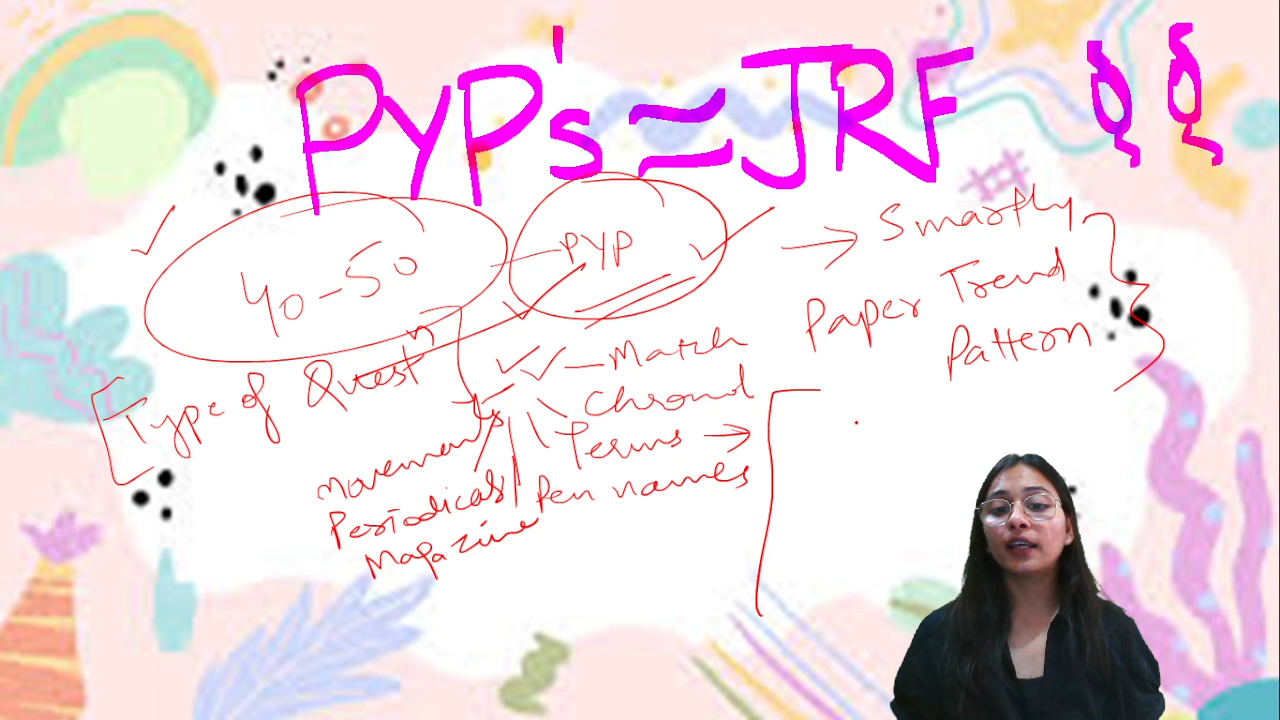 PYP's ≈ JRF
40-50 PYP → Smartly
Paper Trend
Pattern
Type of Questn
Match
Chronol
Terms →
Pen names
Movements
Periodicals
Magazine